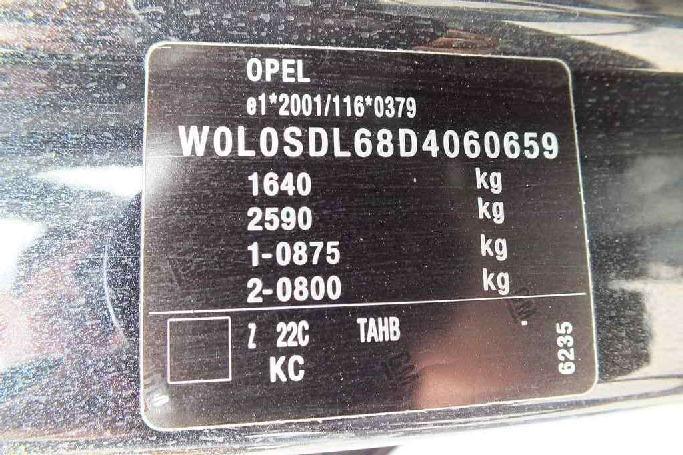 OPEL
e1*2001/116*0379
W0L0SDL68D4060659
1640 kg
2590 kg
1-0875 kg
2-0800 kg
Z 22C TAHB
KC
6235